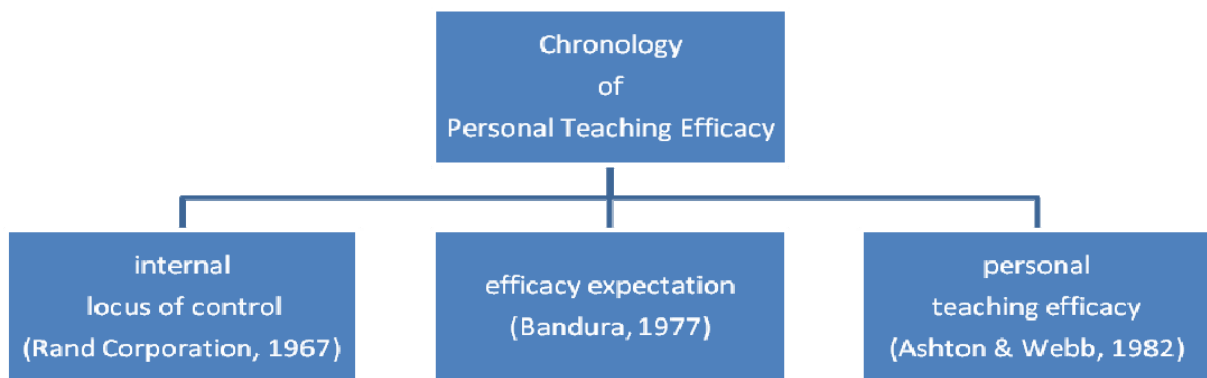 Chronology
of
Personal Teaching Efficacy
internal
locus of control
(Rand Corporation, 1967)
efficacy expectation
(Bandura, 1977)
personal
teaching efficacy
(Ashton & Webb, 1982)